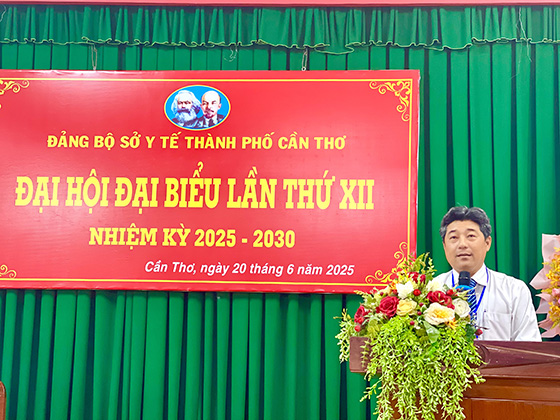 ĐẢNG BỘ SỞ Y TẾ THÀNH PHỐ CẦN THƠ
ĐẠI HỘI ĐẠI BIỂU LẦN THỨ XII
NHIỆM KỲ 2025 - 2030
Cần Thơ, ngày 20 tháng 6 năm 2025